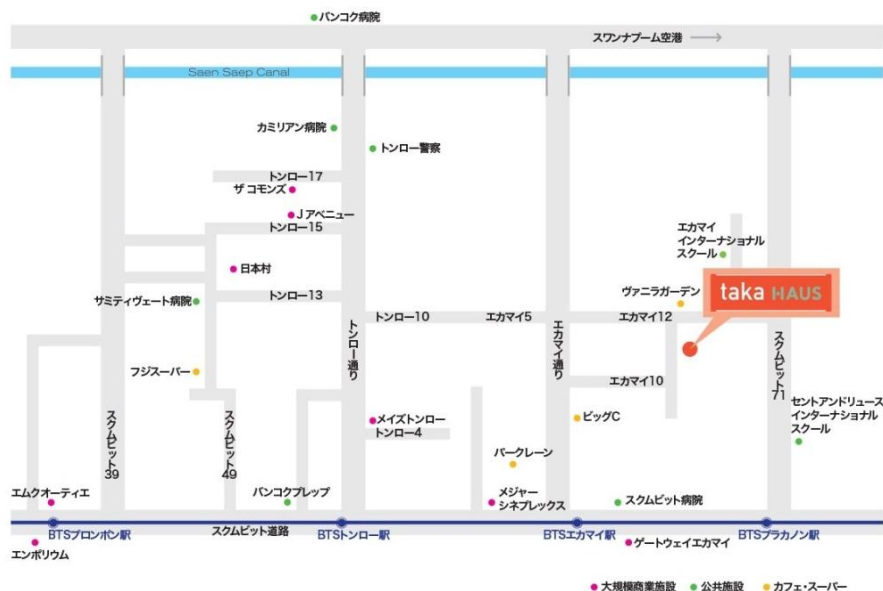 バンコク病院
スワンナプーム空港
Saen Saep Canal
カミリアン病院
トンロー警察
トンロー17
ザ コモンズ
J アベニュー
トンロー15
エカマイ
インターナショナル
スクール
日本村
サミティヴェート病院
トンロー13
ヴァニラガーデン
taka HAUS
トンロー10
エカマイ5
エカマイ12
トンロー通り
エカマイ通り
スクムビット71
フジスーパー
エカマイ10
スクムビット39
スクムビット49
メイズトンロー
トンロー4
ビッグC
セントアンドリュース
インターナショナル
スクール
パークレーン
エムクオーティエ
バンコクプレップ
メジャー
シネプレックス
スクムビット病院
BTSプロンポン駅
スクムビット道路
BTSトンロー駅
BTSエカマイ駅
BTSプラカノン駅
エンポリウム
ゲートウェイエカマイ
大規模商業施設
公共施設
カフェ・スーパー